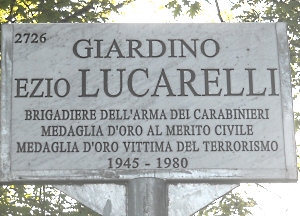 2726
GIARDINO
EZIO LUCARELLI
BRIGADIERE DELL'ARMA DEI CARABINIERI
MEDAGLIA D'ORO AL MERITO CIVILE
MEDAGLIA D'ORO VITTIMA DEL TERRORISMO
1945 - 1980